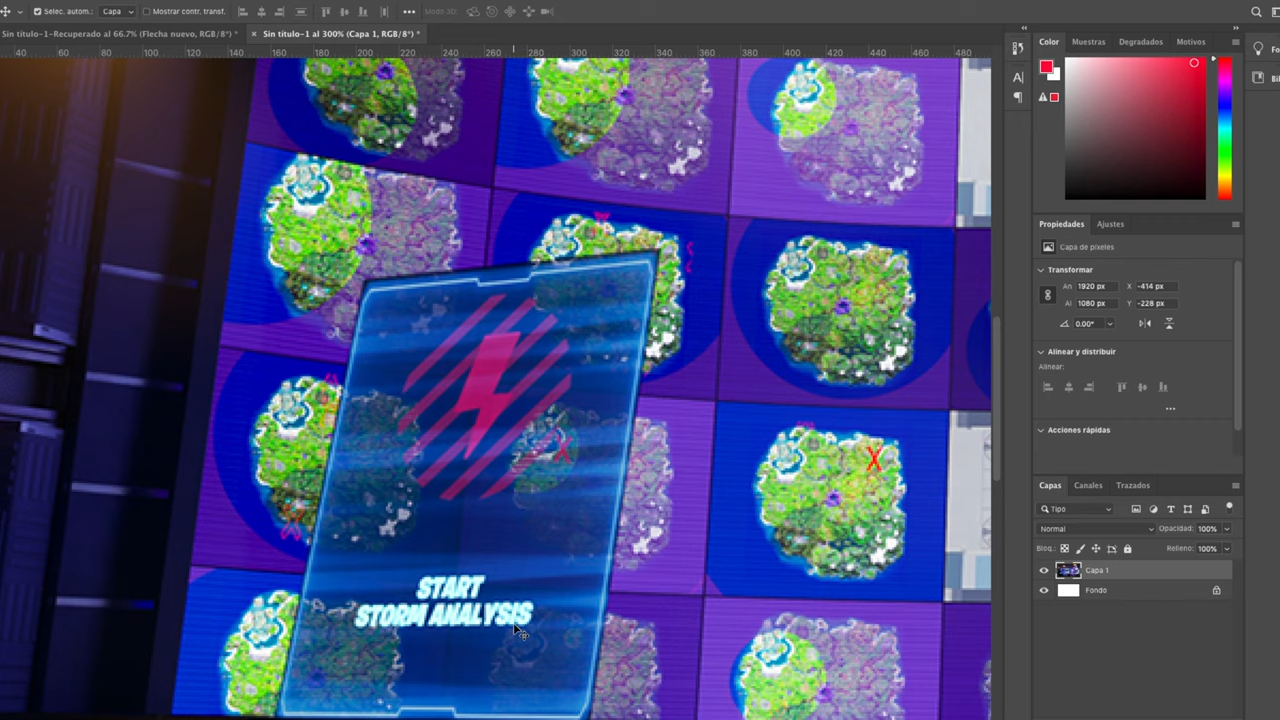 Selec. autom.: Capa Mostrar contr. transf. ••• Modo 3D:
Sin título-1-Recuperado al 66.7% (Flecha nuevo, RGB/8*) *
× Sin título-1 al 300% (Capa 1, RGB/8*) *
40 60 80 100 120 140 160 180 200 220 240 260 280 300 320 340 360 380 400 420 440 460 480
START
STORM ANALYSIS
X
X
X
Color Muestras Degradados Motivos
Propiedades Ajustes
Capa de píxeles
Transformar
An 1920 px X -414 px
Al 1080 px Y -228 px
0.00°
Alinear y distribuir
Alinear:
•••
Acciones rápidas
Capas Canales Trazados
Tipo
Normal Opacidad: 100%
Bloq.: Relleno: 100%
Capa 1
Fondo